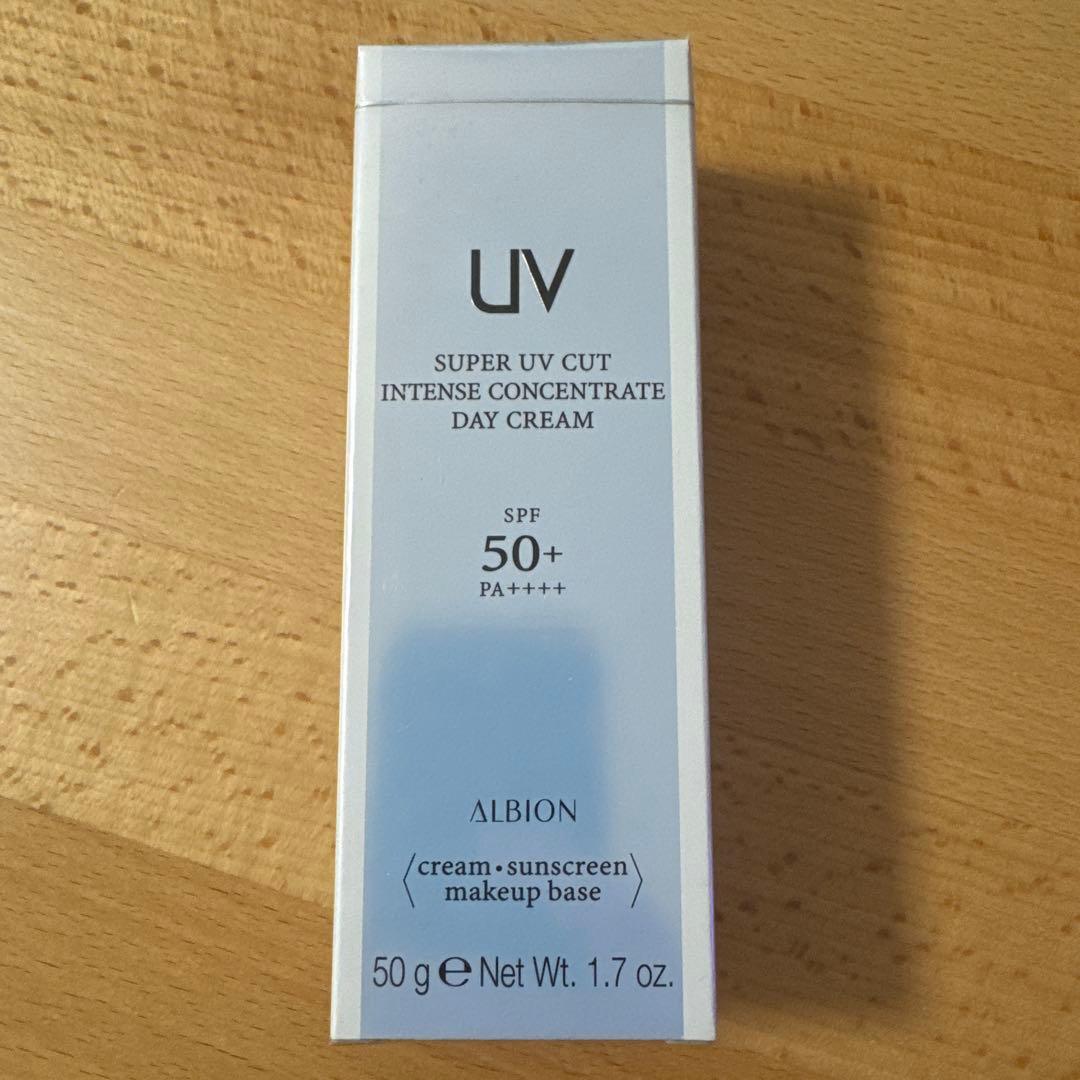 UV
SUPER UV CUT
INTENSE CONCENTRATE
DAY CREAM
SPF
50+
PA++++
ALBION
〈cream・sunscreen
makeup base〉
50 g ℮ Net Wt. 1.7 oz.